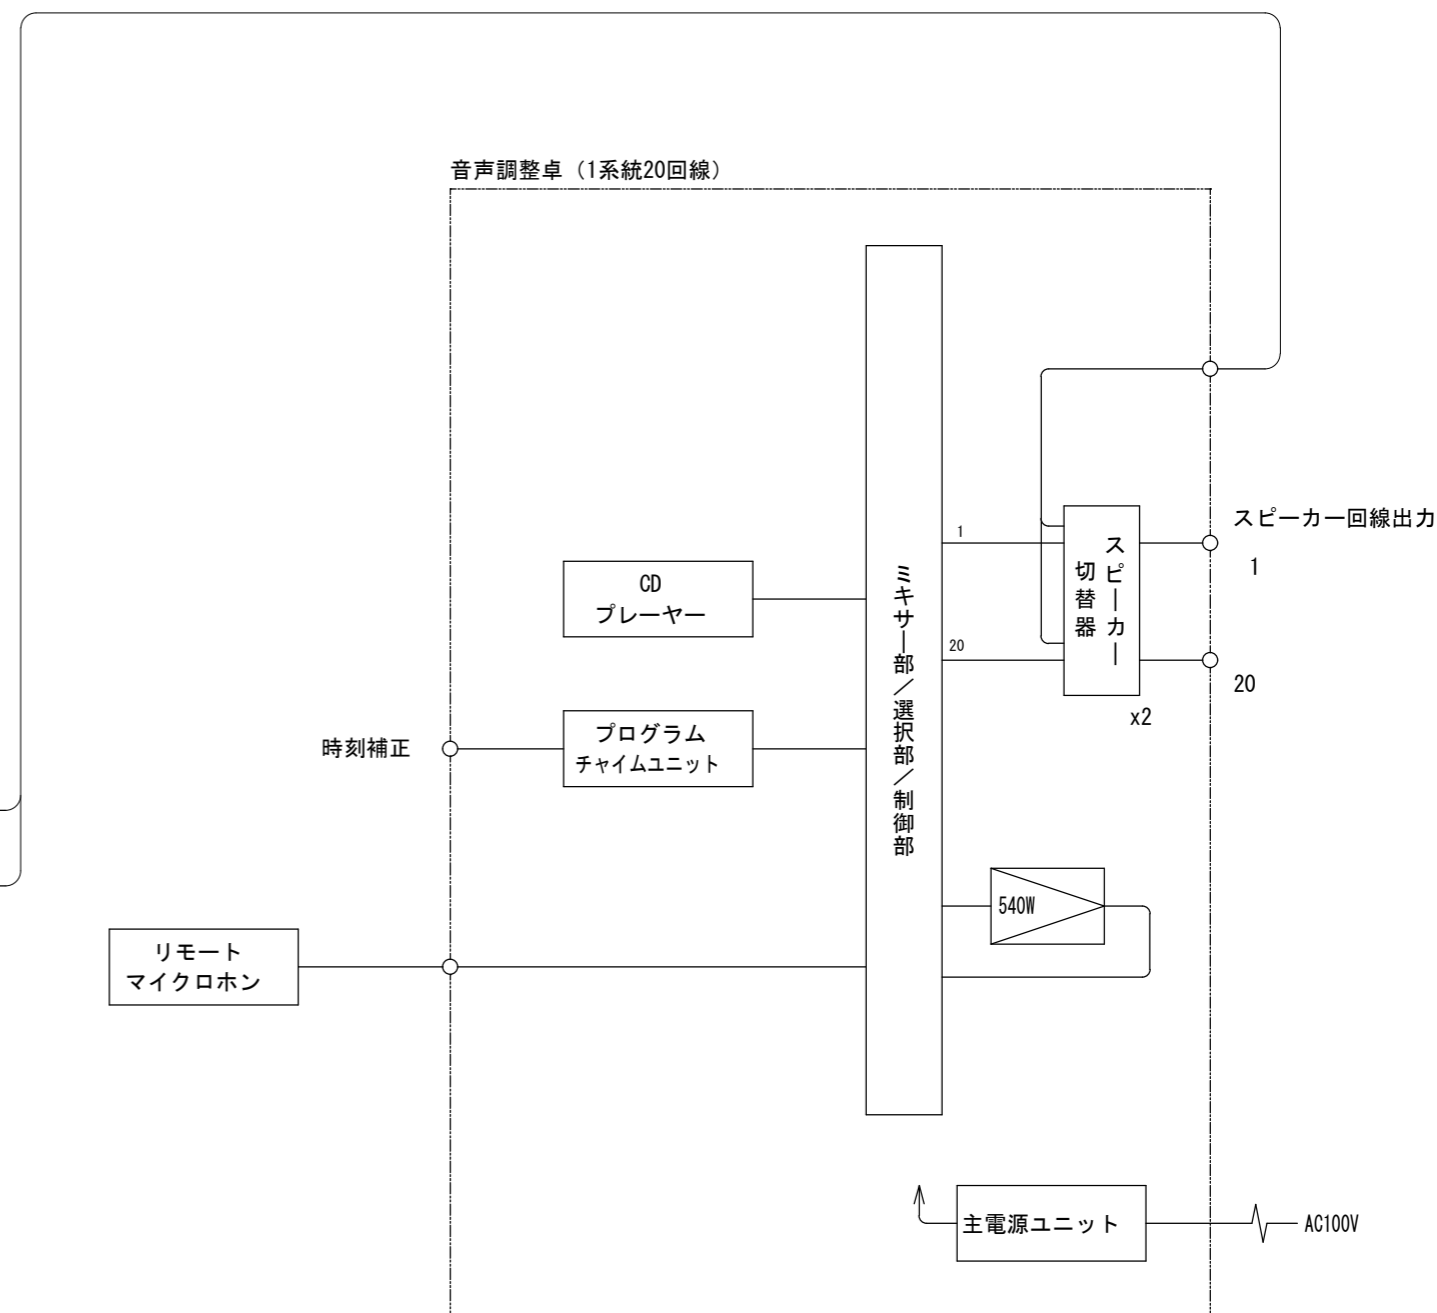 音声調整卓（1系統20回線）
スピーカー回線出力
1
1
スピーカー
切替器
CD
プレーヤー
20
20
x2
ミキサー部／選択部／制御部
時刻補正
プログラム
チャイムユニット
540W
リモート
マイクロホン
主電源ユニット
AC100V